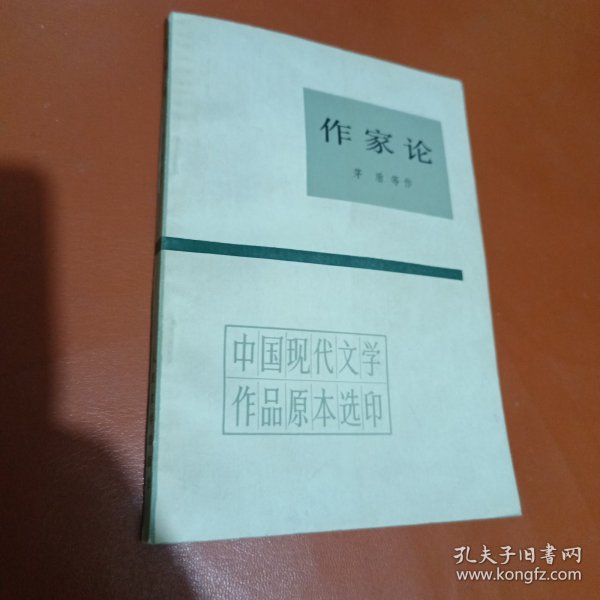 作家论
茅盾等作
中国现代文学
作品原本选印
孔夫子旧书网
www.kongfz.com